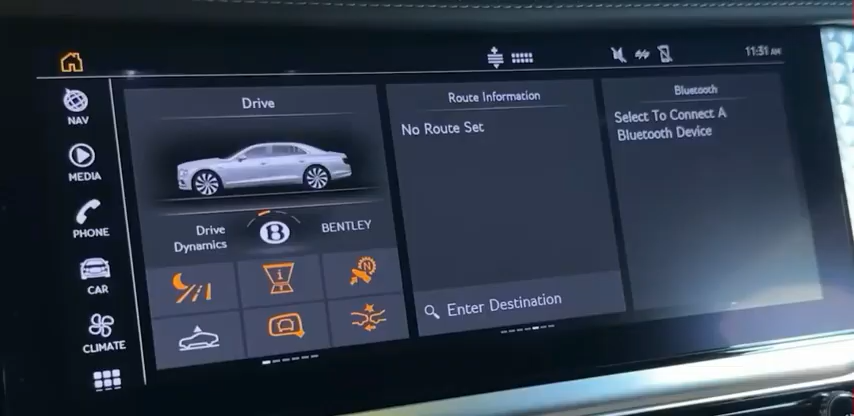 11:31 AM
NAV
MEDIA
PHONE
CAR
CLIMATE
Drive
Drive
Dynamics
B
BENTLEY
i
N
Route Information
No Route Set
Enter Destination
Bluetooth
Select To Connect A
Bluetooth Device